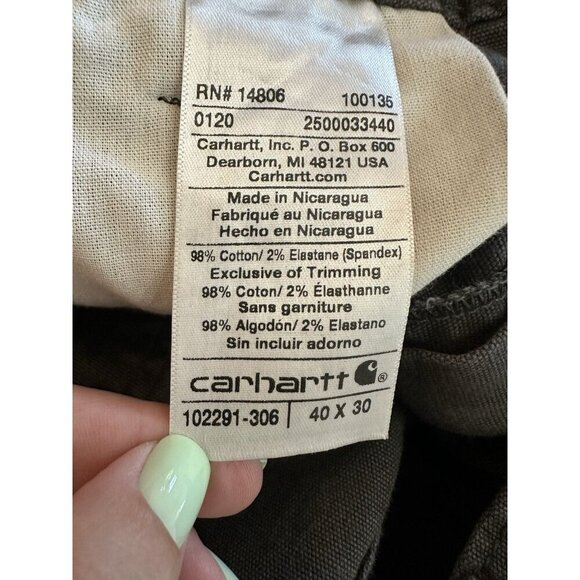 RN# 14806 100135
0120 2500033440
Carhartt, Inc. P. O. Box 600
Dearborn, MI 48121 USA
Carhartt.com
Made in Nicaragua
Fabriqué au Nicaragua
Hecho en Nicaragua
98% Cotton/ 2% Elastane (Spandex)
Exclusive of Trimming
98% Coton/ 2% Élasthanne
Sans garniture
98% Algodón/ 2% Elastano
Sin incluir adorno
carhartt ®
102291-306 40 X 30